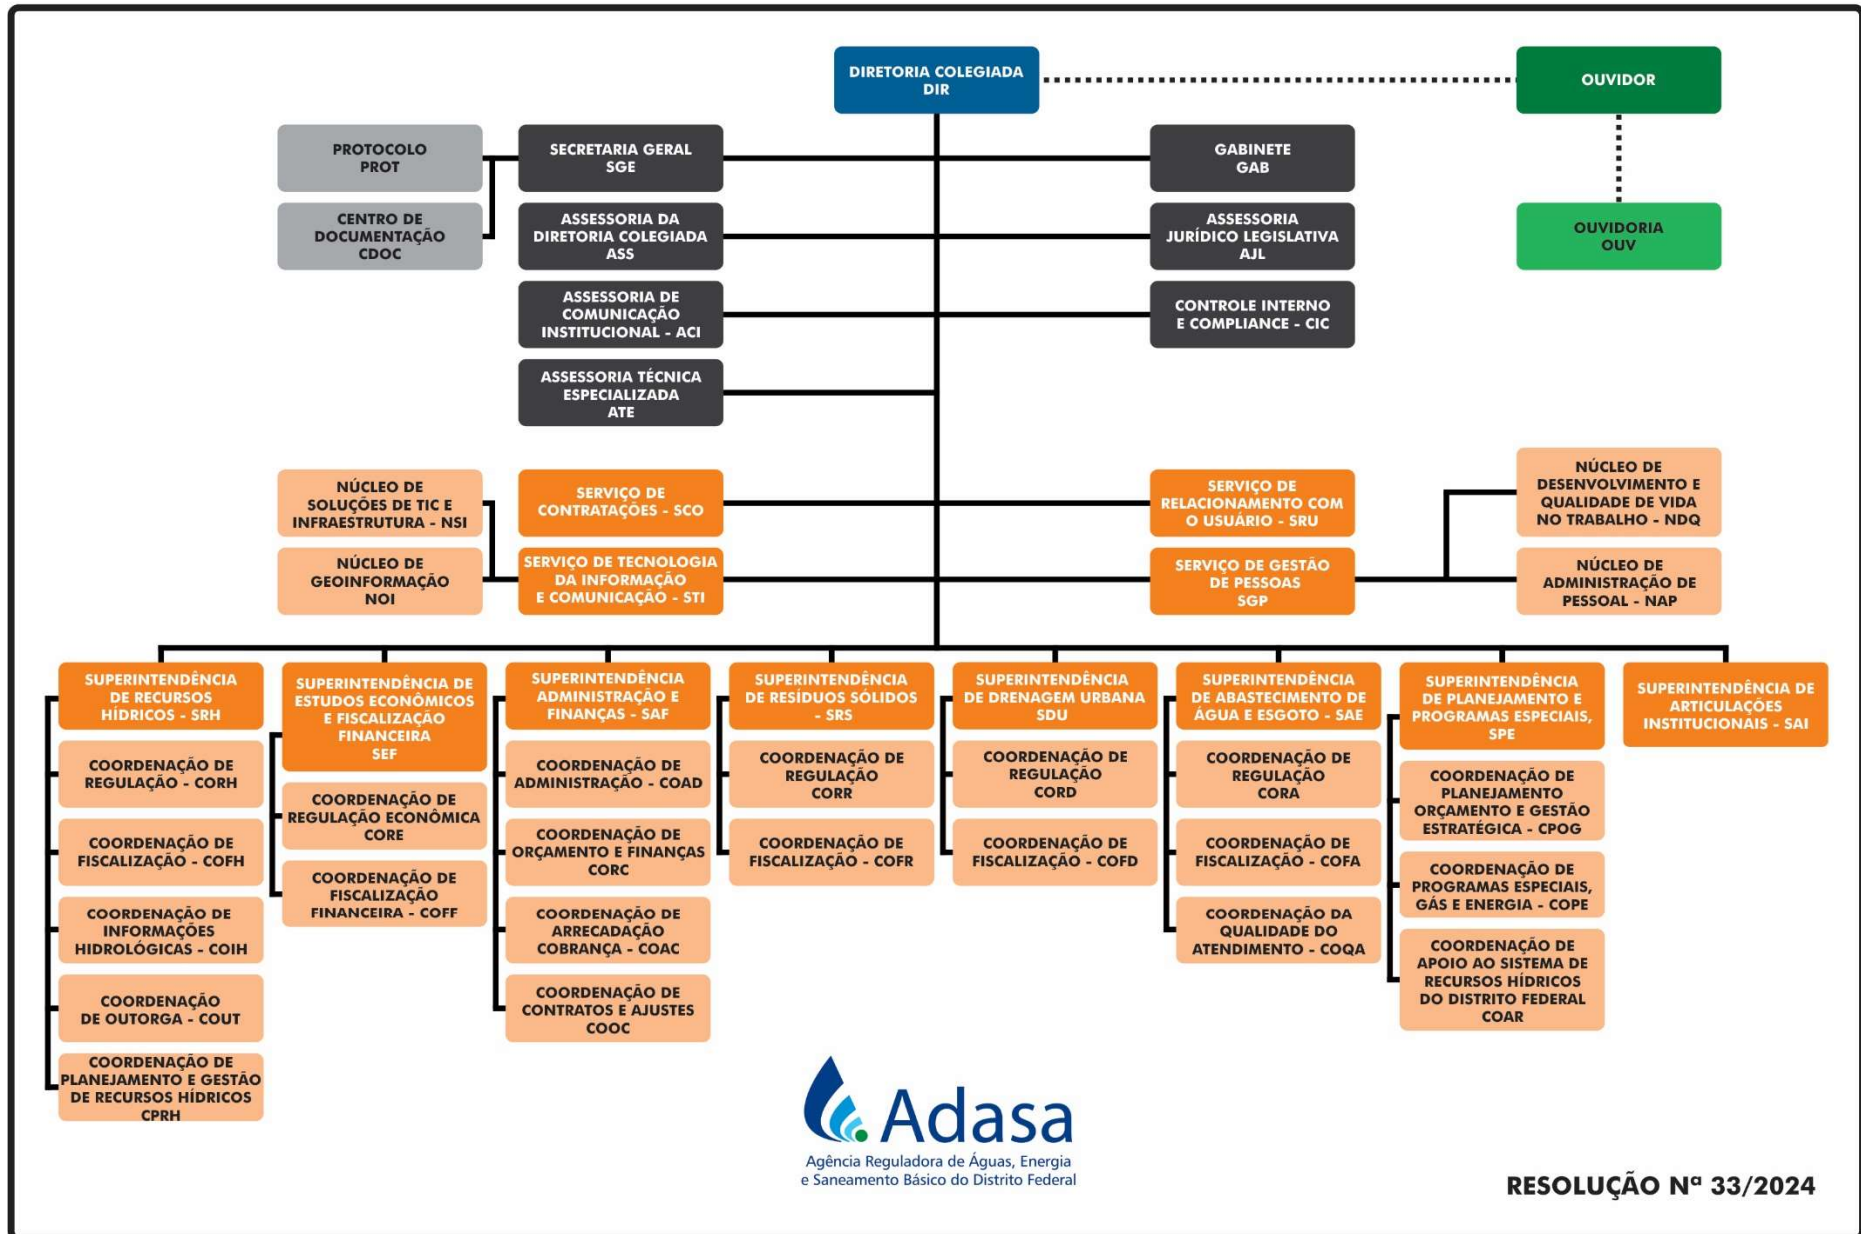 DIRETORIA COLEGIADA
DIR
OUVIDOR
PROTOCOLO
PROT
SECRETARIA GERAL
SGE
GABINETE
GAB
CENTRO DE
DOCUMENTAÇÃO
CDOC
ASSESSORIA DA
DIRETORIA COLEGIADA
ASS
ASSESSORIA
JURÍDICO LEGISLATIVA
AJL
OUVIDORIA
OUV
ASSESSORIA DE
COMUNICAÇÃO
INSTITUCIONAL - ACI
CONTROLE INTERNO
E COMPLIANCE - CIC
ASSESSORIA TÉCNICA
ESPECIALIZADA
ATE
NÚCLEO DE
SOLUÇÕES DE TIC E
INFRAESTRUTURA - NSI
SERVIÇO DE
CONTRATAÇÕES - SCO
SERVIÇO DE
RELACIONAMENTO COM
O USUÁRIO - SRU
NÚCLEO DE
DESENVOLVIMENTO E
QUALIDADE DE VIDA
NO TRABALHO - NDQ
NÚCLEO DE
GEOINFORMAÇÃO
NOI
SERVIÇO DE TECNOLOGIA
DA INFORMAÇÃO
E COMUNICAÇÃO - STI
SERVIÇO DE GESTÃO
DE PESSOAS
SGP
NÚCLEO DE
ADMINISTRAÇÃO DE
PESSOAL - NAP
SUPERINTENDÊNCIA
DE RECURSOS
HÍDRICOS - SRH
COORDENAÇÃO DE
REGULAÇÃO - CORH
COORDENAÇÃO DE
FISCALIZAÇÃO - COFH
COORDENAÇÃO DE
INFORMAÇÕES
HIDROLÓGICAS - COIH
COORDENAÇÃO
DE OUTORGA - COUT
COORDENAÇÃO DE
PLANEJAMENTO E GESTÃO
DE RECURSOS HÍDRICOS
CPRH
SUPERINTENDÊNCIA DE
ESTUDOS ECONÔMICOS
E FISCALIZAÇÃO
FINANCEIRA
SEF
COORDENAÇÃO DE
REGULAÇÃO ECONÔMICA
CORE
COORDENAÇÃO DE
FISCALIZAÇÃO
FINANCEIRA - COFF
SUPERINTENDÊNCIA
ADMINISTRAÇÃO E
FINANÇAS - SAF
COORDENAÇÃO DE
ADMINISTRAÇÃO - COAD
COORDENAÇÃO DE
ORÇAMENTO E FINANÇAS
CORC
COORDENAÇÃO DE
ARRECADAÇÃO
COBRANÇA - COAC
COORDENAÇÃO DE
CONTRATOS E AJUSTES
COOC
SUPERINTENDÊNCIA
DE RESÍDUOS SÓLIDOS
- SRS
COORDENAÇÃO DE
REGULAÇÃO
CORR
COORDENAÇÃO DE
FISCALIZAÇÃO - COFR
SUPERINTENDÊNCIA
DE DRENAGEM URBANA
SDU
COORDENAÇÃO DE
REGULAÇÃO
CORD
COORDENAÇÃO DE
FISCALIZAÇÃO - COFD
SUPERINTENDÊNCIA
DE ABASTECIMENTO DE
ÁGUA E ESGOTO - SAE
COORDENAÇÃO DE
REGULAÇÃO
CORA
COORDENAÇÃO DE
FISCALIZAÇÃO - COFA
COORDENAÇÃO DA
QUALIDADE DO
ATENDIMENTO - COQA
SUPERINTENDÊNCIA
DE PLANEJAMENTO E
PROGRAMAS ESPECIAIS,
SPE
COORDENAÇÃO DE
PLANEJAMENTO
ORÇAMENTO E GESTÃO
ESTRATÉGICA - CPOG
COORDENAÇÃO DE
PROGRAMAS ESPECIAIS,
GÁS E ENERGIA - COPE
COORDENAÇÃO DE
APOIO AO SISTEMA DE
RECURSOS HÍDRICOS
DO DISTRITO FEDERAL
COAR
SUPERINTENDÊNCIA DE
ARTICULAÇÕES
INSTITUCIONAIS - SAI
Adasa
Agência Reguladora de Águas, Energia
e Saneamento Básico do Distrito Federal
RESOLUÇÃO Nª 33/2024